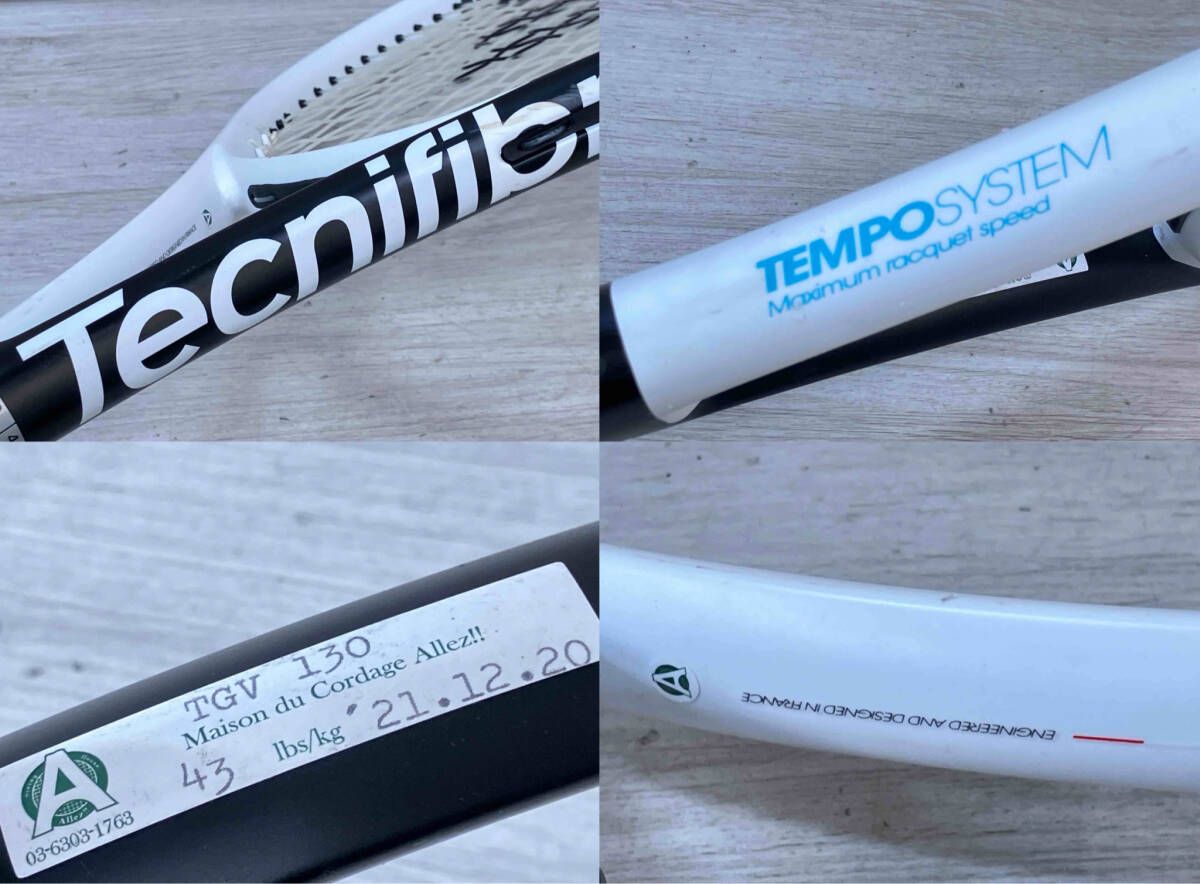 Tecnifib
TEMPOSYSTEM
Maximum racquet speed
TGV 130
Maison du Cordage Allez!!
43 lbs/kg '21.12.20
A
Allez!!
03-6303-1763
A
ENGINEERED AND DESIGNED IN FRANCE